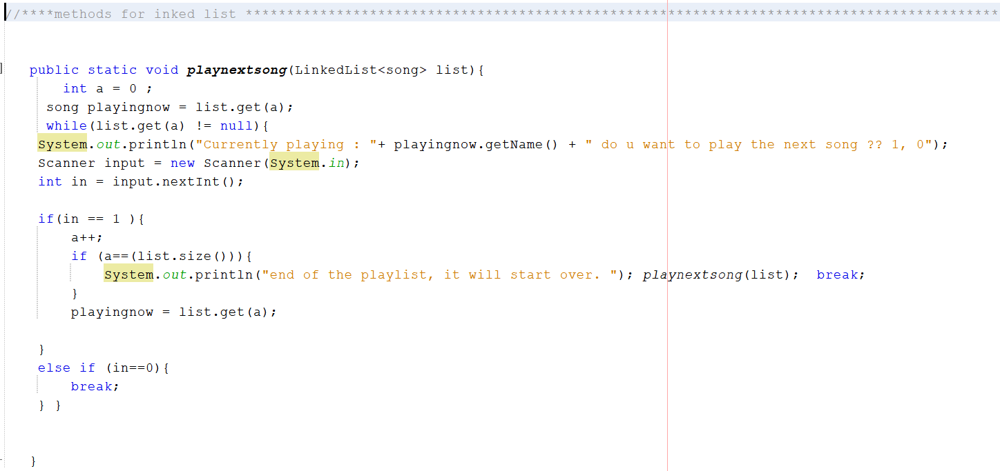 //****methods for inked list *******************************************************************************************
public static void playnextsong(LinkedList<song> list){
int a = 0 ;
song playingnow = list.get(a);
while(list.get(a) != null){
System.out.println("Currently playing : "+ playingnow.getName() + " do u want to play the next song ?? 1, 0");
Scanner input = new Scanner(System.in);
int in = input.nextInt();
if(in == 1 ){
a++;
if (a==(list.size())){
System.out.println("end of the playlist, it will start over. "); playnextsong(list);  break;
}
playingnow = list.get(a);
}
else if (in==0){
break;
} }
}